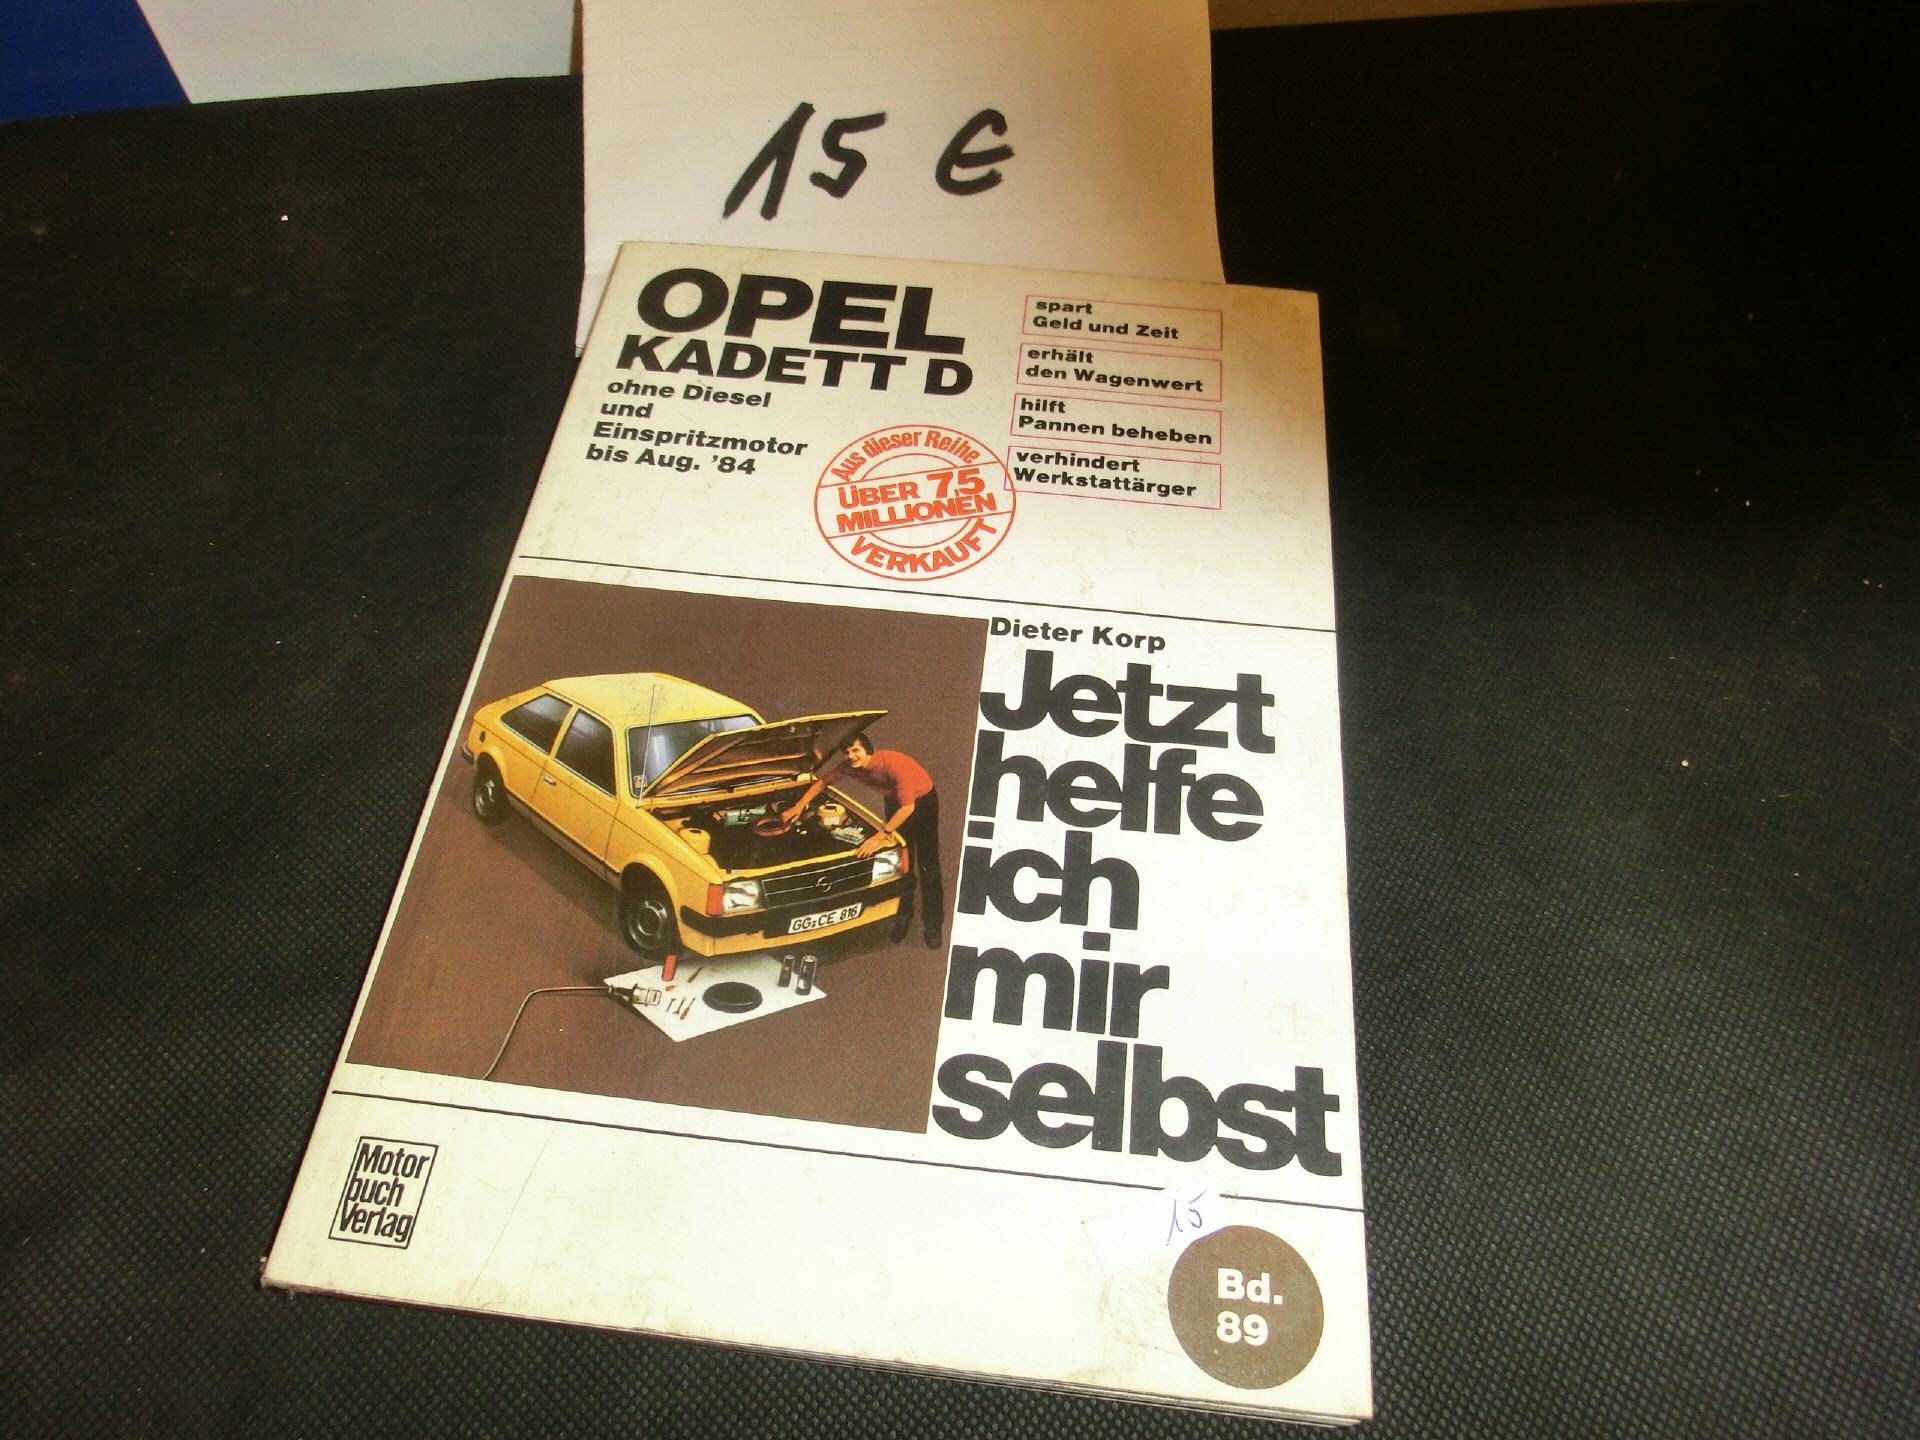 15 €
OPEL
KADETT D
ohne Diesel
und
Einspritzmotor
bis Aug. '84
spart
Geld und Zeit
erhält
den Wagenwert
hilft
Pannen beheben
verhindert
Werkstattärger
Aus dieser Reihe
ÜBER 7,5
MILLIONEN
VERKAUFT
Dieter Korp
Jetzt
helfe
ich
mir
selbst
GG-CE 816
Motor
buch
Verlag
15
Bd.
89